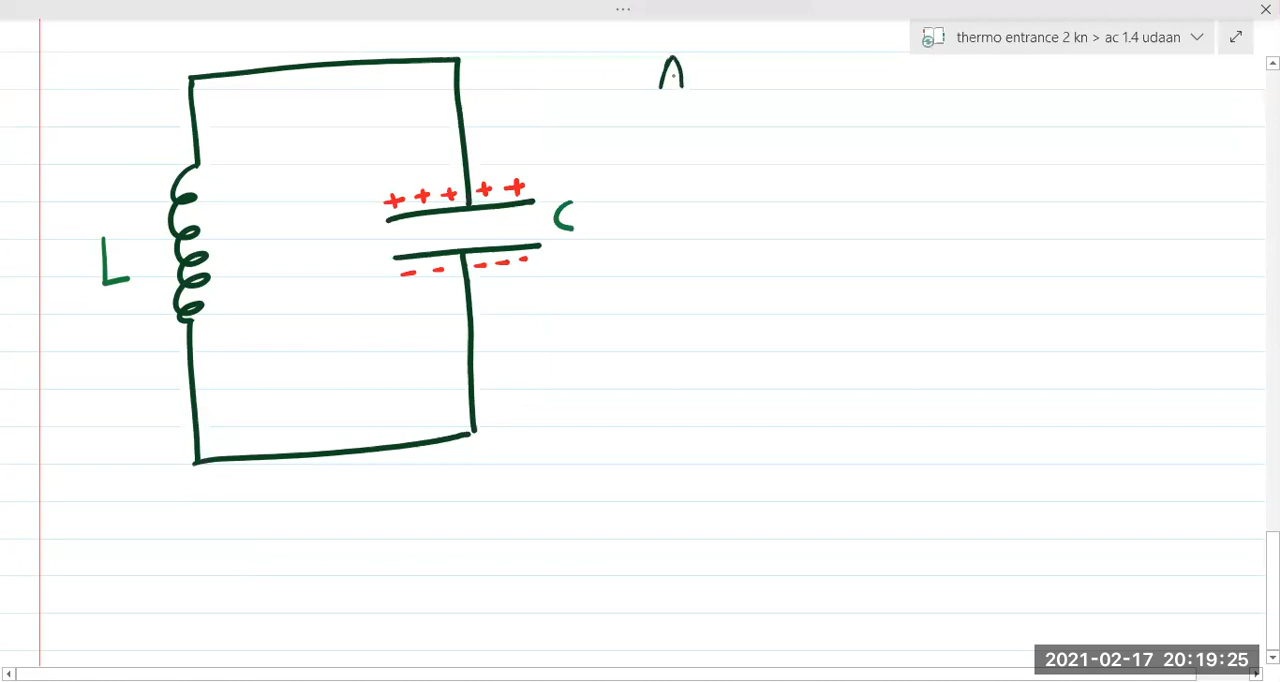 thermo entrance 2 kn > ac 1.4 udaan
+ + + + +
C
- - - - -
L
2021-02-17 20:19:25